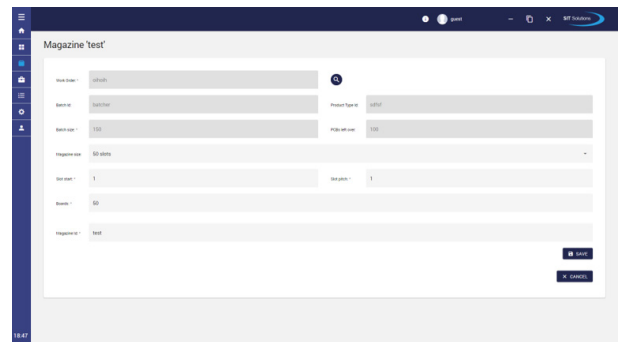 guest
SIT Solutions
Magazine 'test'
Work Order *
Batch Id
Product Type Id
Batch size * 100
PCBs left over 100
Magazine size 50 slots
Slot start * 1
Slot pitch * 1
Boards * 50
Magazine Id * test
SAVE
CANCEL
18:47